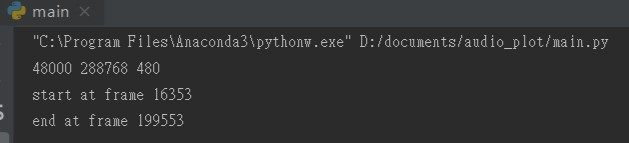 main
"C:\Program Files\Anaconda3\pythonw.exe" D:/documents/audio_plot/main.py
48000 288768 480
start at frame 16353
end at frame 199553